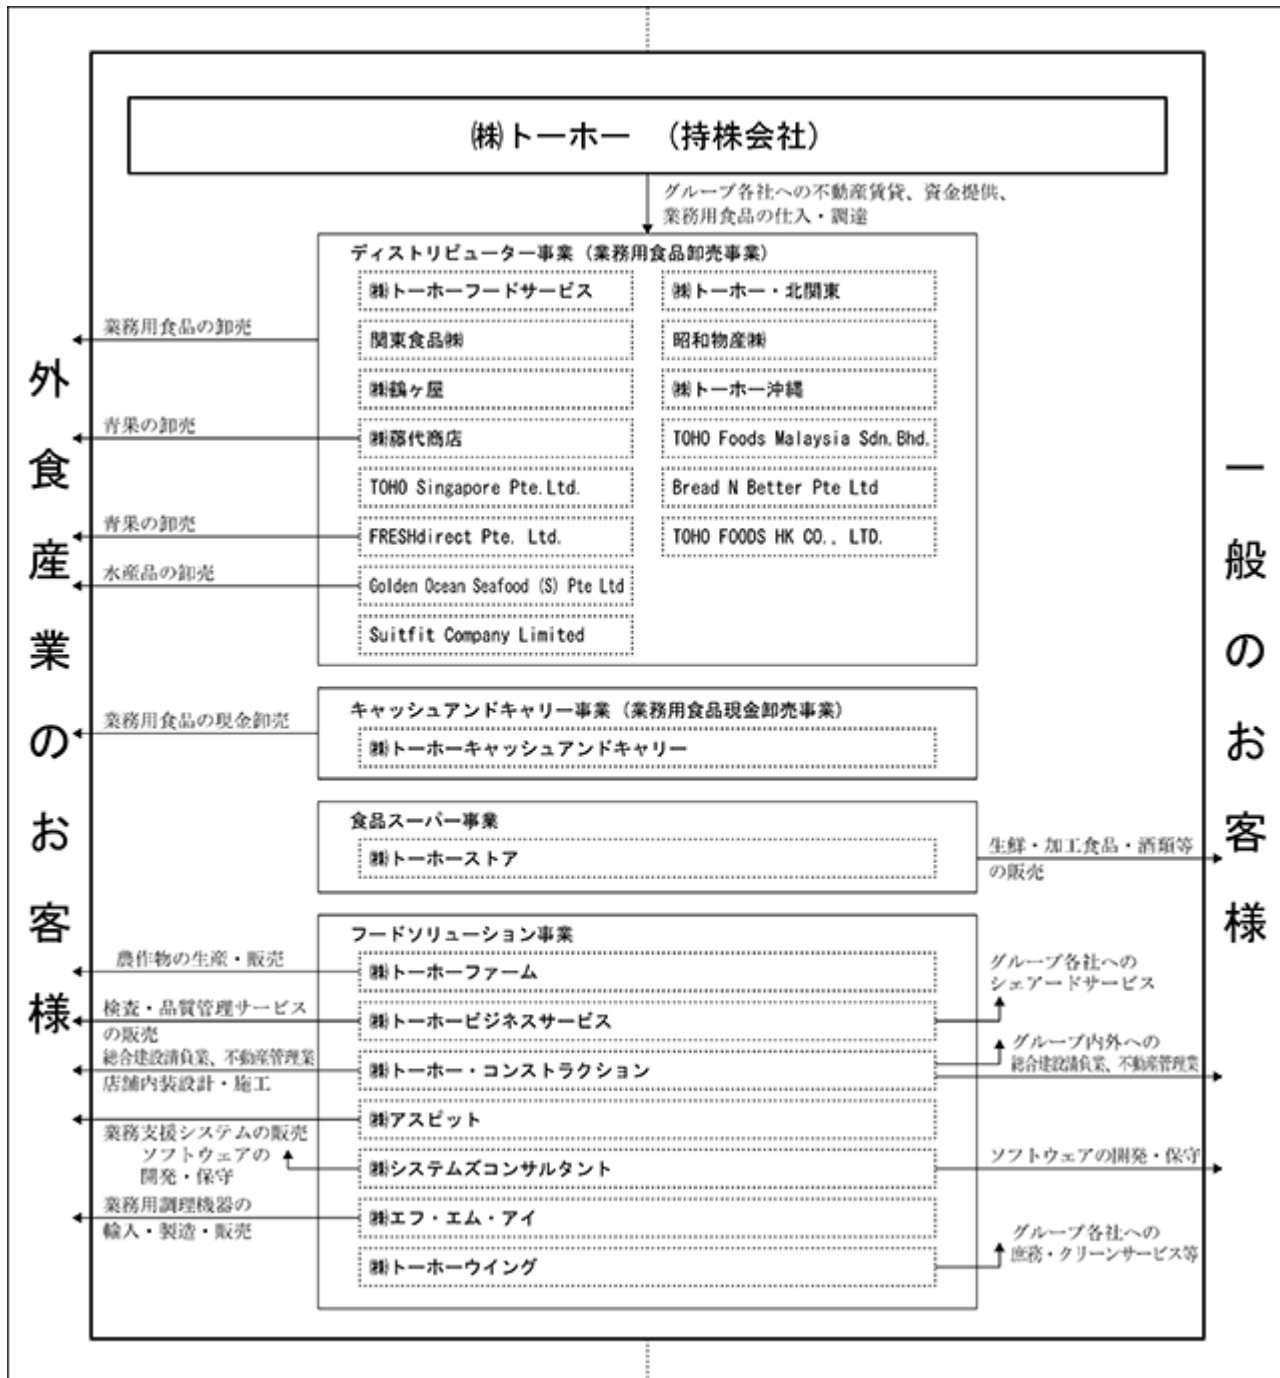 ㈱トーホー （持株会社）
グループ各社への不動産賃貸、資金提供、
業務用食品の仕入・調達
ディストリビューター事業（業務用食品卸売事業）
㈱トーホーフードサービス
㈱トーホー・北関東
関東食品㈱
昭和物産㈱
㈱鶴ヶ屋
㈱トーホー沖縄
㈱藤代商店
TOHO Foods Malaysia Sdn.Bhd.
TOHO Singapore Pte.Ltd.
Bread N Better Pte Ltd
FRESHdirect Pte. Ltd.
TOHO FOODS HK CO., LTD.
Golden Ocean Seafood (S) Pte Ltd
Suitfit Company Limited
業務用食品の卸売
青果の卸売
青果の卸売
水産品の卸売
外食産業のお客様
一般のお客様
キャッシュアンドキャリー事業（業務用食品現金卸売事業）
㈱トーホーキャッシュアンドキャリー
業務用食品の現金卸売
食品スーパー事業
㈱トーホーストア
生鮮・加工食品・酒類等
の販売
フードソリューション事業
㈱トーホーファーム
㈱トーホービジネスサービス
㈱トーホー・コンストラクション
㈱アスピット
㈱システムズコンサルタント
㈱エフ・エム・アイ
㈱トーホーウイング
農作物の生産・販売
検査・品質管理サービス
の販売
総合建設請負業、不動産管理業
店舗内装設計・施工
業務支援システムの販売
ソフトウェアの
開発・保守
業務用調理機器の
輸入・製造・販売
グループ各社への
シェアードサービス
グループ内外への
総合建設請負業、不動産管理業
ソフトウェアの開発・保守
グループ各社への
庶務・クリーンサービス等